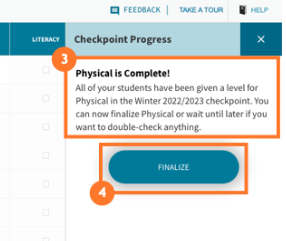 FEEDBACK | TAKE A TOUR HELP
LITERACY Checkpoint Progress ×
3
Physical is Complete!
All of your students have been given a level for
Physical in the Winter 2022/2023 checkpoint. You
can now finalize Physical or wait until later if you
want to double-check anything.
FINALIZE
4